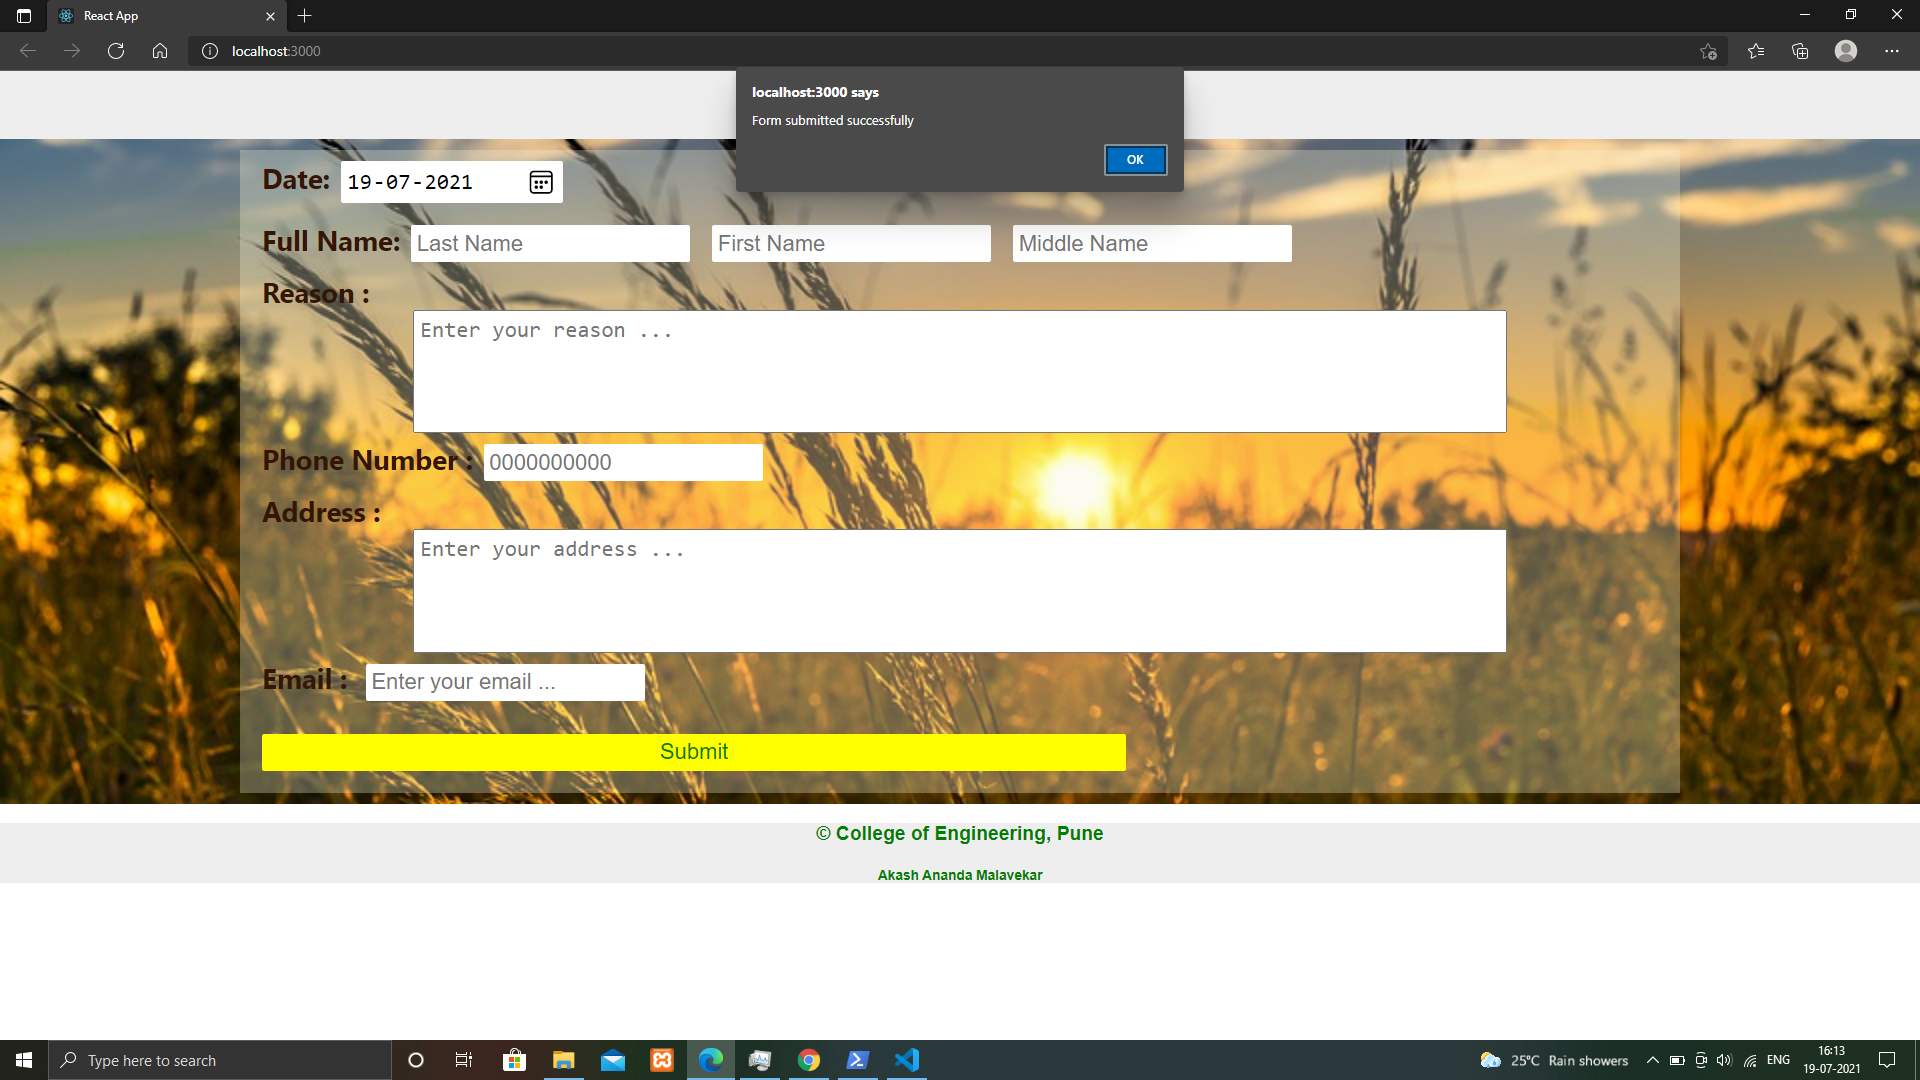 React App
localhost:3000
localhost:3000 says
Form submitted successfully
OK
Date: 19-07-2021
Full Name: Last Name First Name Middle Name
Reason :
Enter your reason ...
Phone Number : 0000000000
Address :
Enter your address ...
Email : Enter your email ...
Submit
© College of Engineering, Pune
Akash Ananda Malavekar
Type here to search
25°C Rain showers
ENG
16:13
19-07-2021